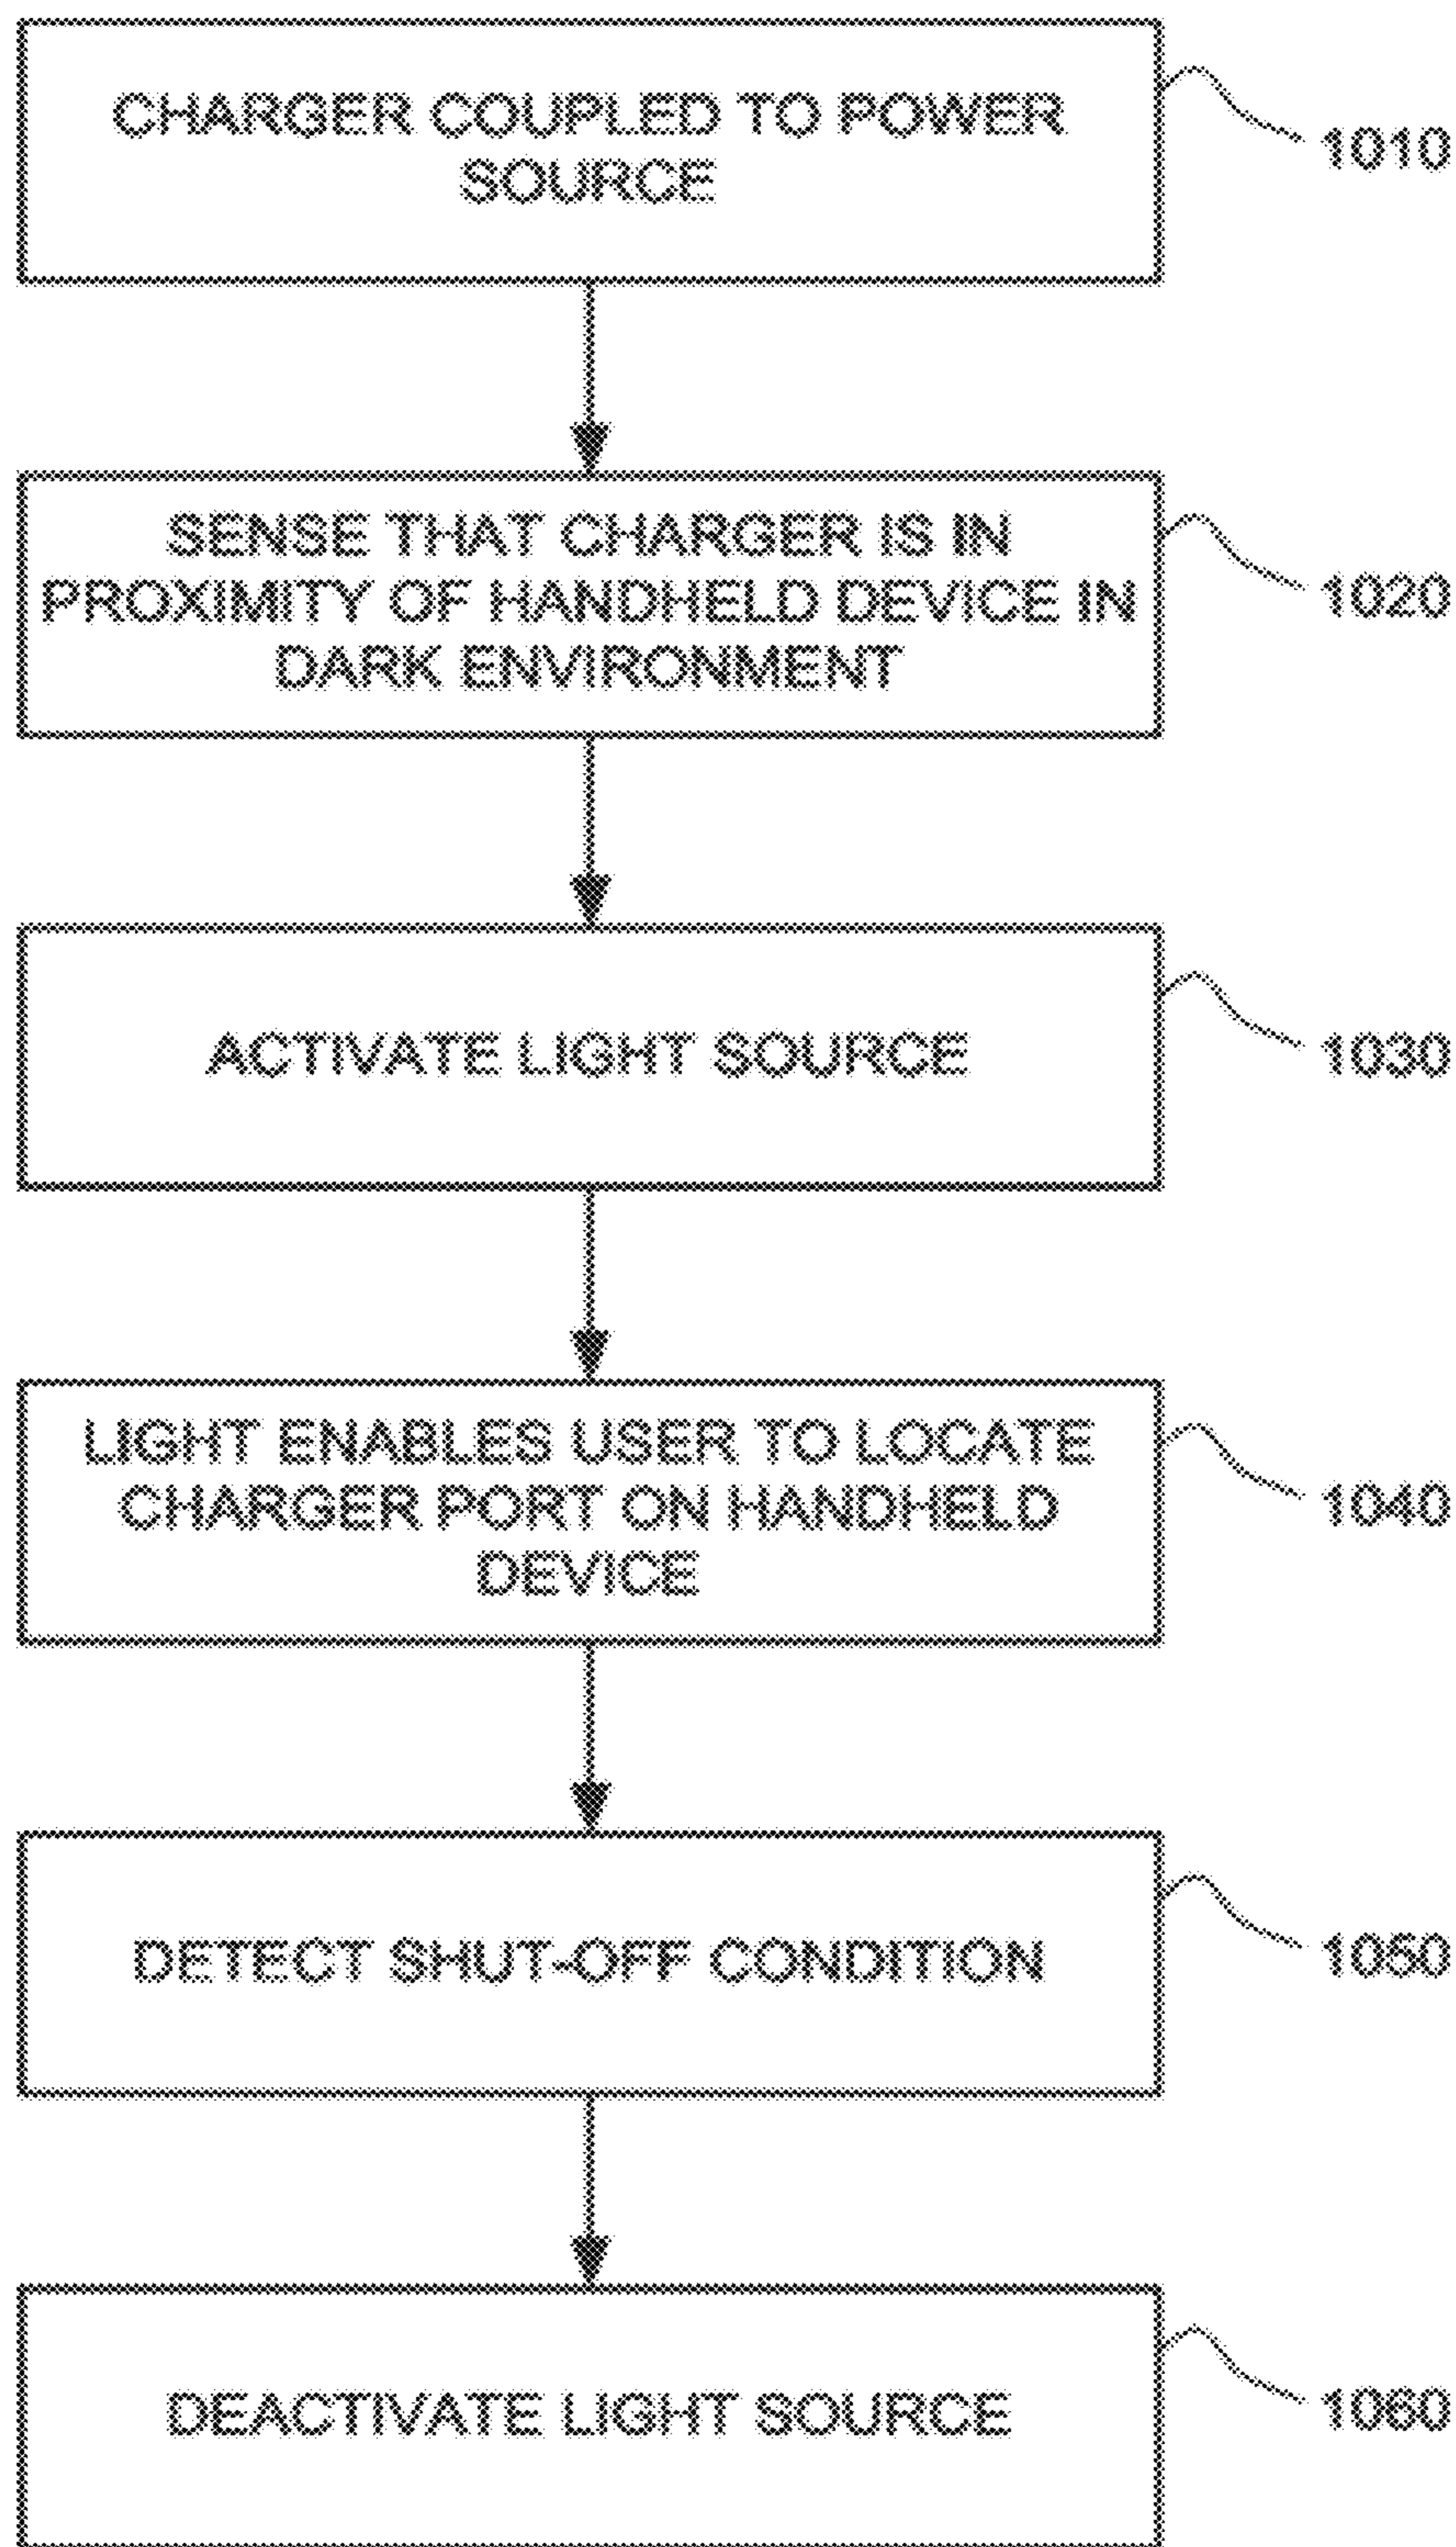 CHARGER COUPLED TO POWER
SOURCE
1010
SENSE THAT CHARGER IS IN
PROXIMITY OF HANDHELD DEVICE IN
DARK ENVIRONMENT
1020
ACTIVATE LIGHT SOURCE
1030
LIGHT ENABLES USER TO LOCATE
CHARGER PORT ON HANDHELD
DEVICE
1040
DETECT SHUT-OFF CONDITION
1050
DEACTIVATE LIGHT SOURCE
1060